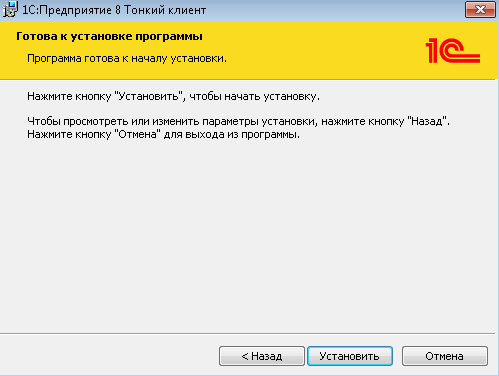 1С:Предприятие 8 Тонкий клиент
Готова к установке программы
Программа готова к началу установки.
1С
Нажмите кнопку "Установить", чтобы начать установку.
Чтобы просмотреть или изменить параметры установки, нажмите кнопку "Назад".
Нажмите кнопку "Отмена" для выхода из программы.
< Назад
Установить
Отмена